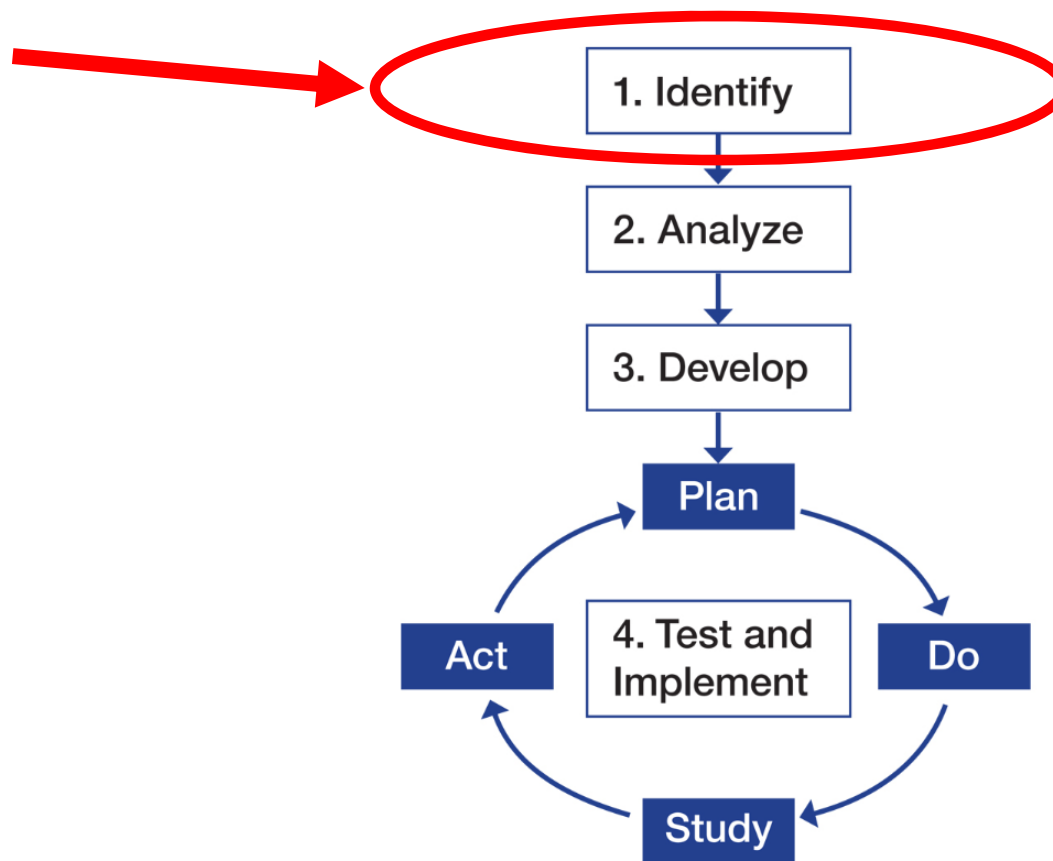 1. Identify
2. Analyze
3. Develop
Plan
Act
4. Test and
Implement
Do
Study